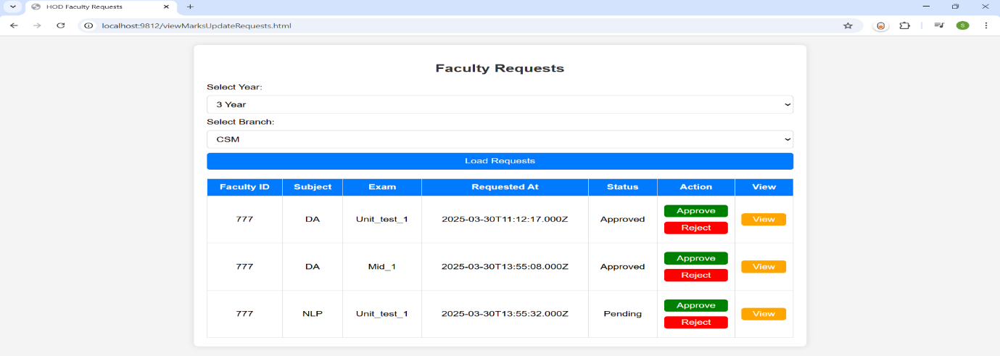 HOD Faculty Requests
localhost:9812/viewMarksUpdateRequests.html
S
Faculty Requests
Select Year:
3 Year
Select Branch:
CSM
Load Requests
Faculty ID Subject Exam Requested At Status Action View
777 DA Unit_test_1 2025-03-30T11:12:17.000Z Approved Approve Reject View
777 DA Mid_1 2025-03-30T13:55:08.000Z Approved Approve Reject View
777 NLP Unit_test_1 2025-03-30T13:55:32.000Z Pending Approve Reject View